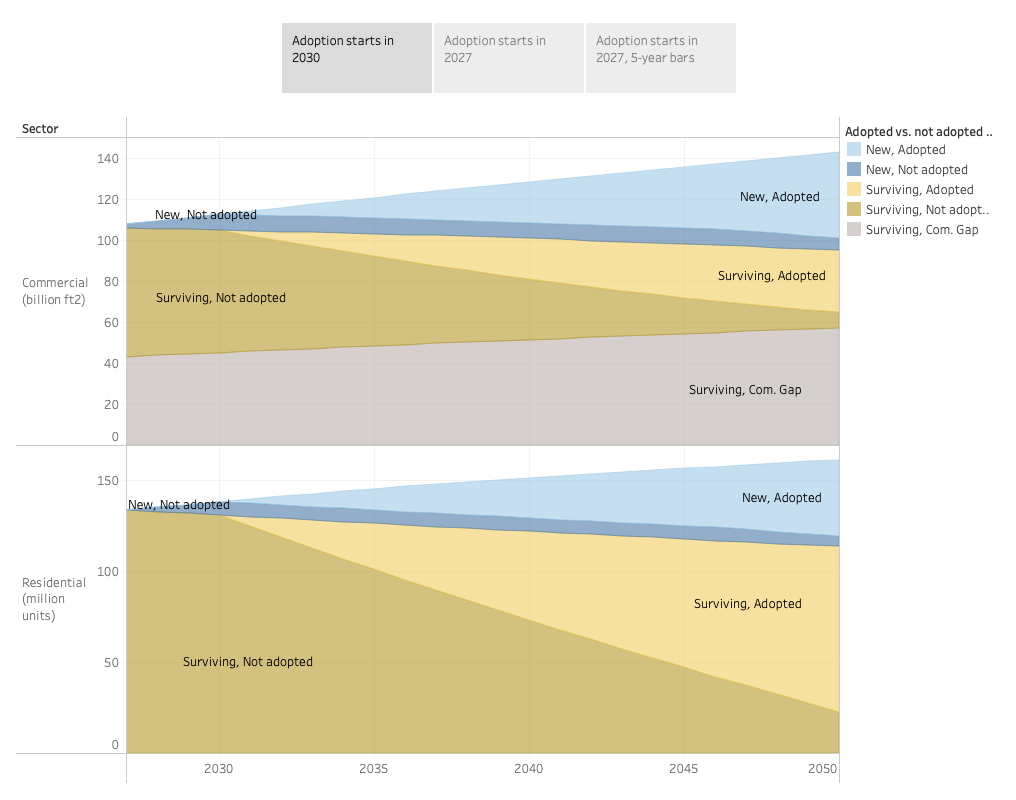 Adoption starts in
2030
Adoption starts in
2027
Adoption starts in
2027, 5-year bars
Sector
Adopted vs. not adopted ..
New, Adopted
New, Not adopted
Surviving, Adopted
Surviving, Not adopt..
Surviving, Com. Gap
Commercial
(billion ft2)
140
120
100
80
60
40
20
0
New, Not adopted
New, Adopted
Surviving, Adopted
Surviving, Not adopted
Surviving, Com. Gap
Residential
(million
units)
150
100
50
0
New, Not adopted
New, Adopted
Surviving, Adopted
Surviving, Not adopted
2030
2035
2040
2045
2050